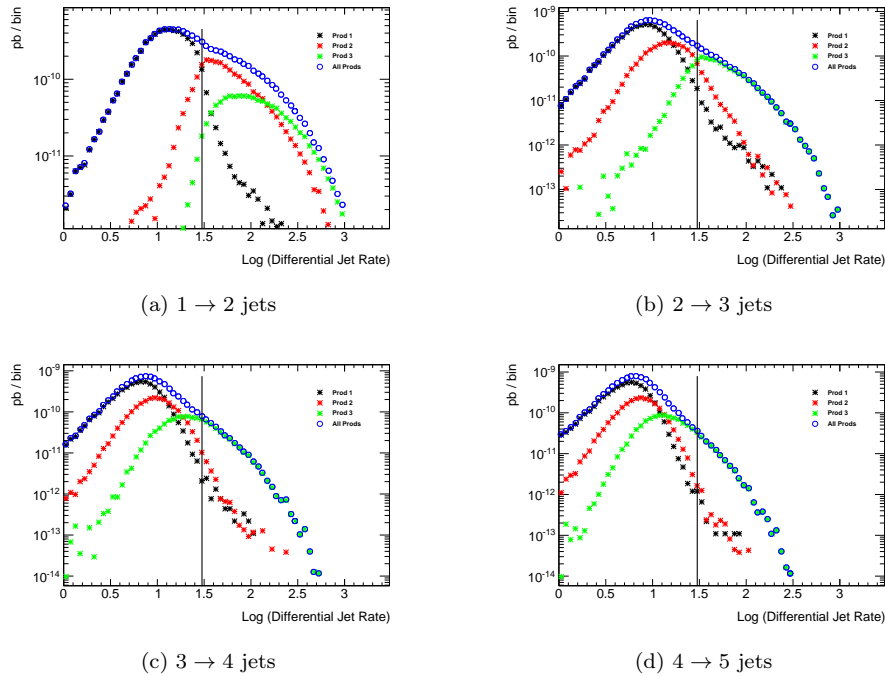 pb / bin
10^-10
10^-11
Prod 1
Prod 2
Prod 3
All Prods
0 0.5 1 1.5 2 2.5 3
Log (Differential Jet Rate)
(a) 1 → 2 jets
pb / bin
10^-9
10^-10
10^-11
10^-12
10^-13
Prod 1
Prod 2
Prod 3
All Prods
0 0.5 1 1.5 2 2.5 3
Log (Differential Jet Rate)
(b) 2 → 3 jets
pb / bin
10^-9
10^-10
10^-11
10^-12
10^-13
10^-14
Prod 1
Prod 2
Prod 3
All Prods
0 0.5 1 1.5 2 2.5 3
Log (Differential Jet Rate)
(c) 3 → 4 jets
pb / bin
10^-9
10^-10
10^-11
10^-12
10^-13
10^-14
Prod 1
Prod 2
Prod 3
All Prods
0 0.5 1 1.5 2 2.5 3
Log (Differential Jet Rate)
(d) 4 → 5 jets